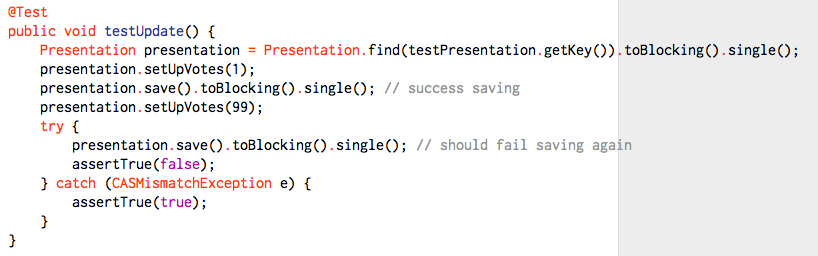 @Test
public void testUpdate() {
    Presentation presentation = Presentation.find(testPresentation.getKey()).toBlocking().single();
    presentation.setUpVotes(1);
    presentation.save().toBlocking().single(); // success saving
    presentation.setUpVotes(99);
    try {
        presentation.save().toBlocking().single(); // should fail saving again
        assertTrue(false);
    } catch (CASMismatchException e) {
        assertTrue(true);
    }
}